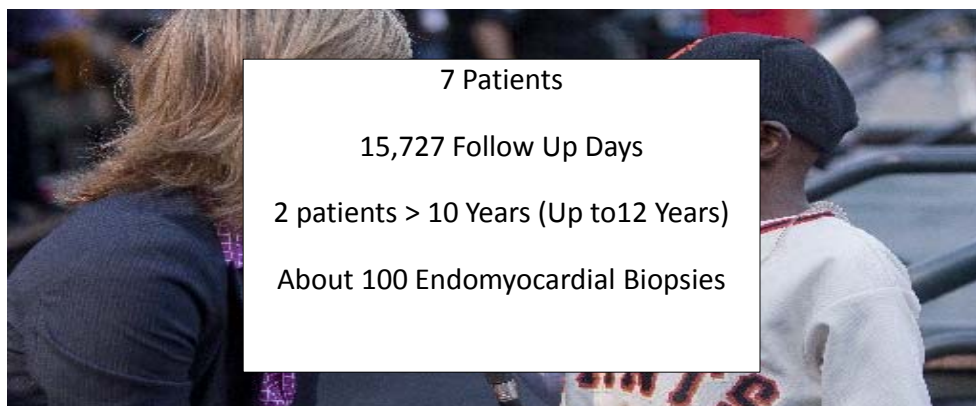 7 Patients
15,727 Follow Up Days
2 patients > 10 Years (Up to12 Years)
About 100 Endomyocardial Biopsies